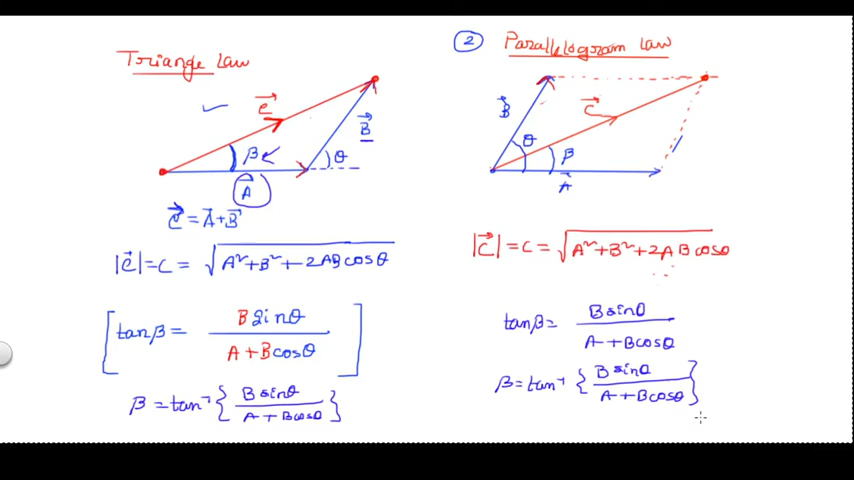 Triangle Law
C⃗
B⃗
β
θ
A⃗
C⃗ = A⃗ + B⃗
|C⃗| = C = √(A² + B² + 2AB cosθ)
tanβ = B sinθ / (A + B cosθ)
β = tan⁻¹ { B sinθ / (A + B cosθ) }
2 Parallelogram Law
B⃗
C⃗
θ
β
A⃗
|C⃗| = C = √(A² + B² + 2AB cosθ)
tanβ = B sinθ / (A + B cosθ)
β = tan⁻¹ { B sinθ / (A + B cosθ) }